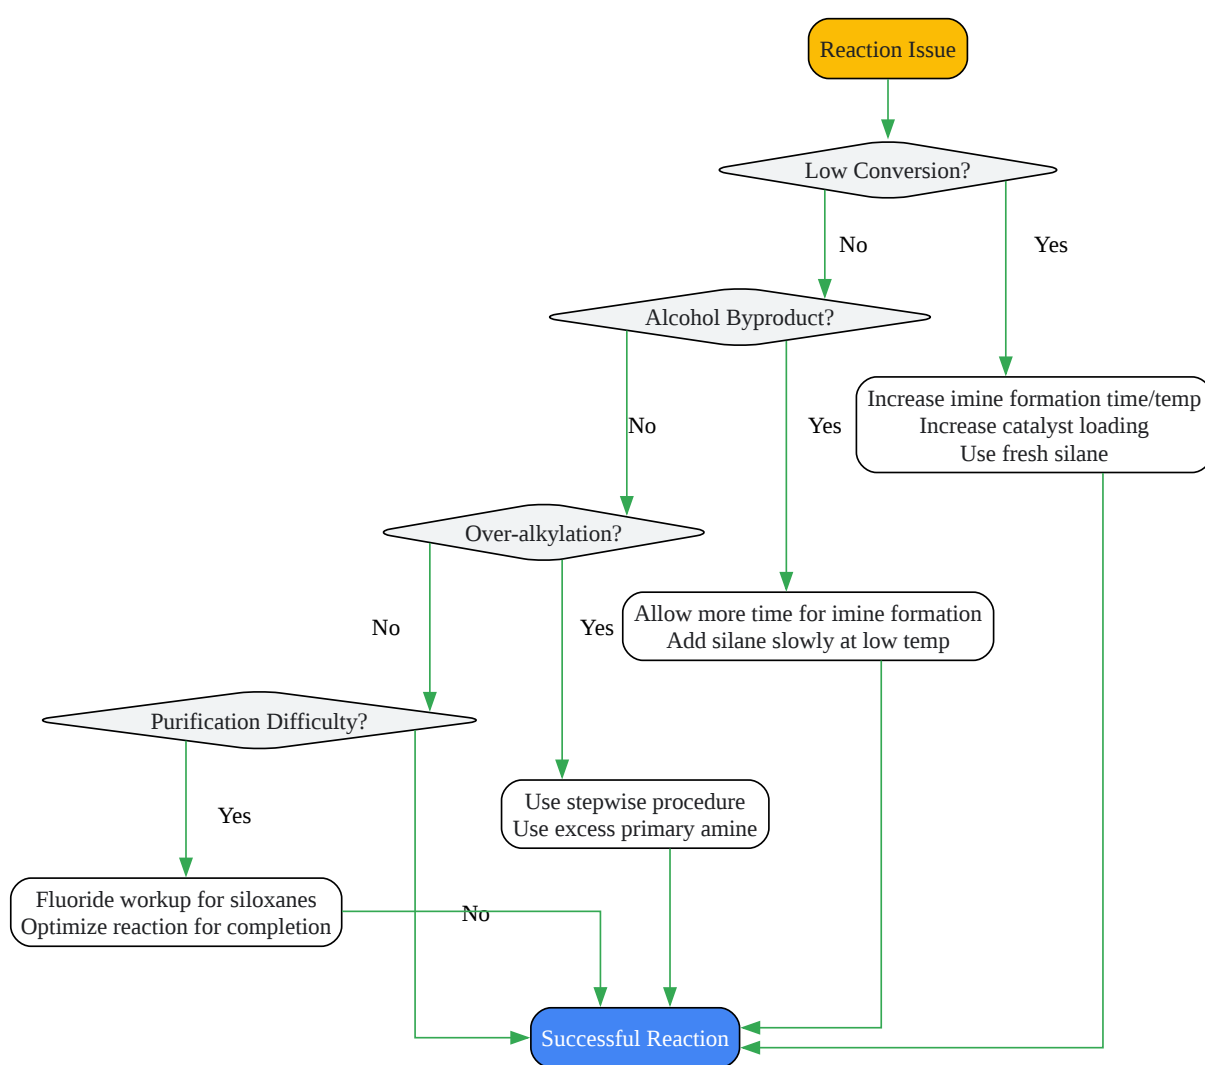 Reaction Issue
Low Conversion?
No
Yes
Alcohol Byproduct?
Increase imine formation time/temp
Increase catalyst loading
Use fresh silane
No
Yes
Over-alkylation?
Allow more time for imine formation
Add silane slowly at low temp
No
Yes
Purification Difficulty?
Use stepwise procedure
Use excess primary amine
Yes
Fluoride workup for siloxanes
Optimize reaction for completion
No
Successful Reaction